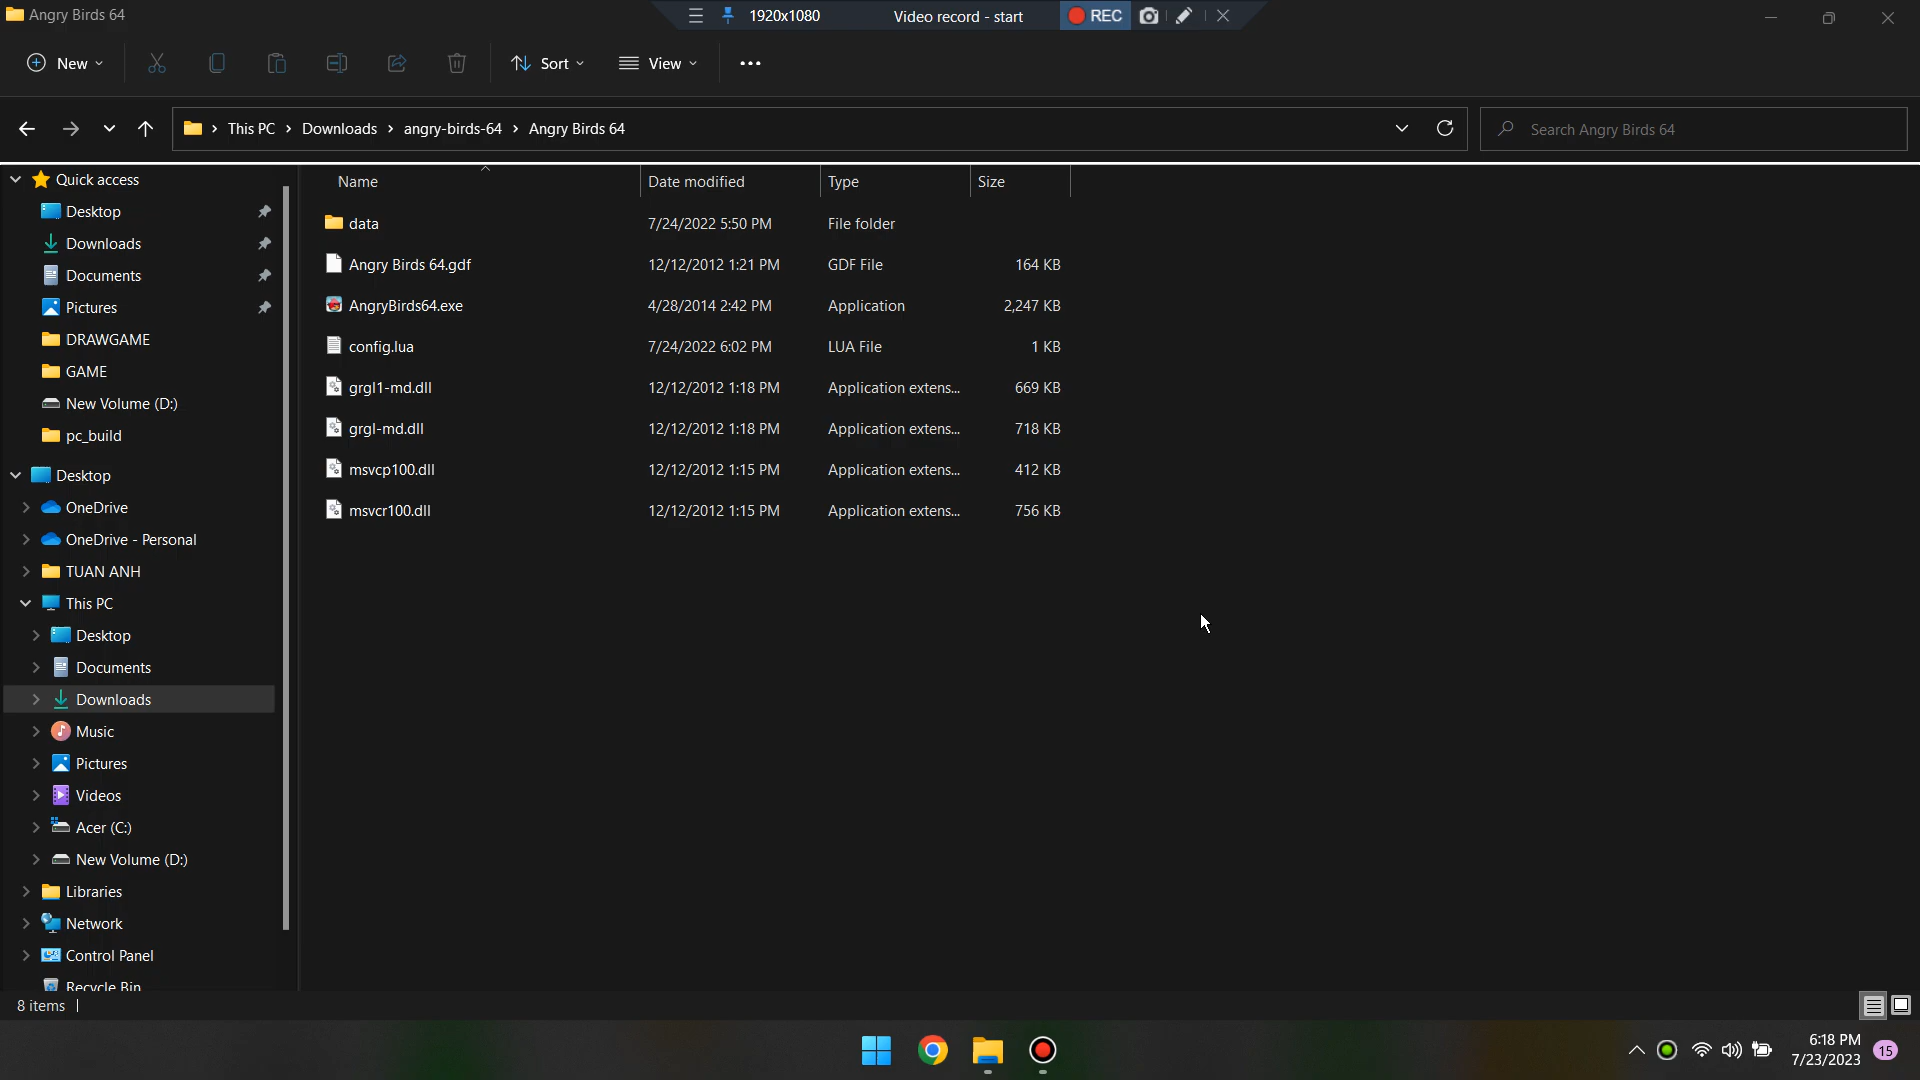 Angry Birds 64
1920x1080
Video record - start
REC
New
Sort
View
This PC
Downloads
angry-birds-64
Angry Birds 64
Search Angry Birds 64
Quick access
Desktop
Downloads
Documents
Pictures
DRAWGAME
GAME
New Volume (D:)
pc_build
Desktop
OneDrive
OneDrive - Personal
TUAN ANH
This PC
Desktop
Documents
Downloads
Music
Pictures
Videos
Acer (C:)
New Volume (D:)
Libraries
Network
Control Panel
Recycle Bin
Name Date modified Type Size
data 7/24/2022 5:50 PM File folder
Angry Birds 64.gdf 12/12/2012 1:21 PM GDF File 164 KB
AngryBirds64.exe 4/28/2014 2:42 PM Application 2,247 KB
config.lua 7/24/2022 6:02 PM LUA File 1 KB
grgl1-md.dll 12/12/2012 1:18 PM Application extens... 669 KB
grgl-md.dll 12/12/2012 1:18 PM Application extens... 718 KB
msvcp100.dll 12/12/2012 1:15 PM Application extens... 412 KB
msvcr100.dll 12/12/2012 1:15 PM Application extens... 756 KB
8 items
6:18 PM
7/23/2023
15